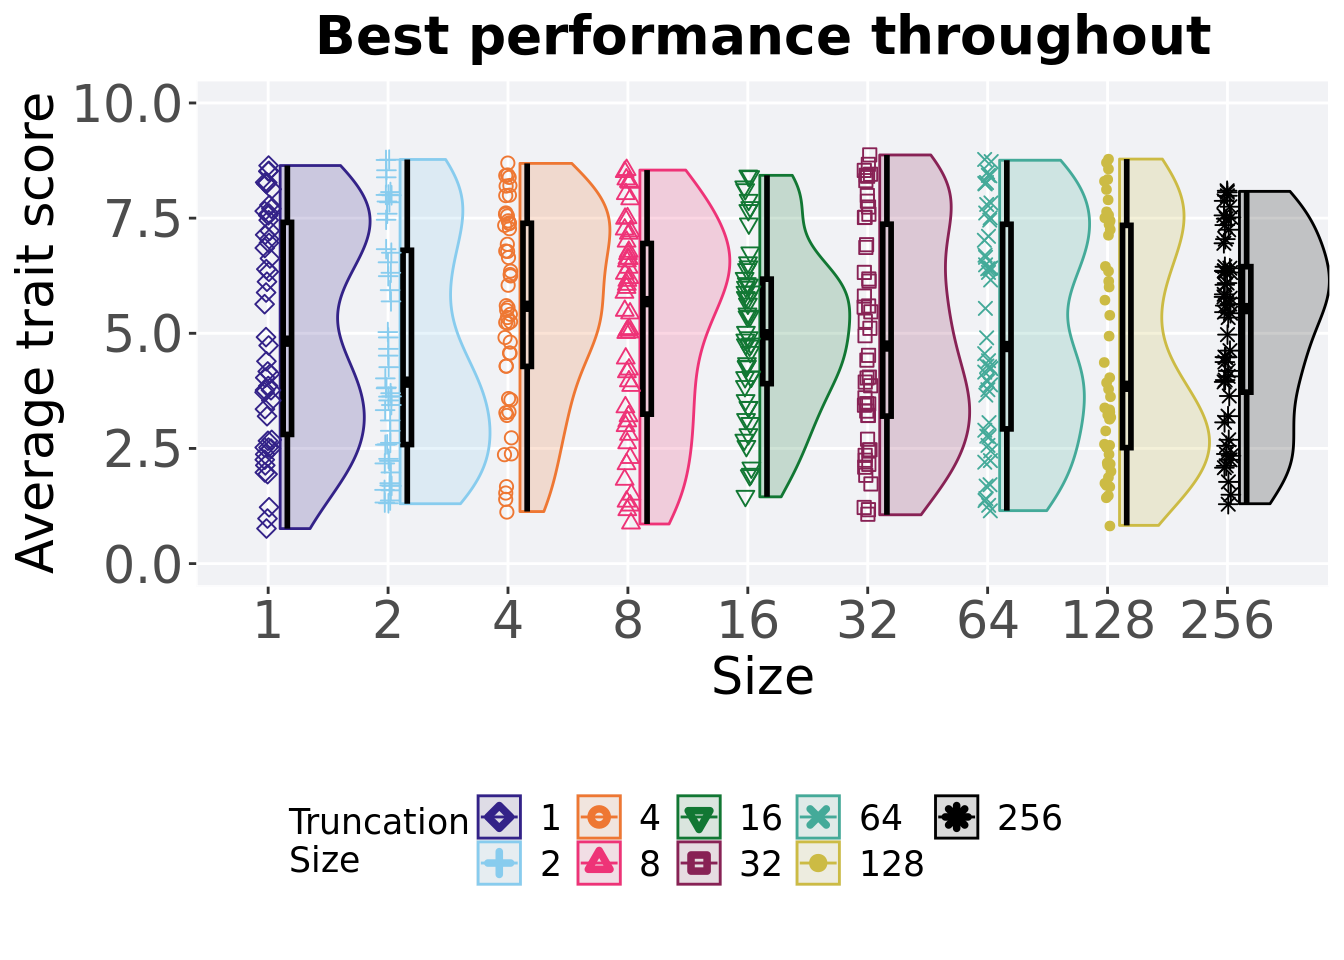 Best performance throughout
Average trait score
10.0
7.5
5.0
2.5
0.0
1 2 4 8 16 32 64 128 256
Size
Truncation
Size
1 4 16 64 256
2 8 32 128